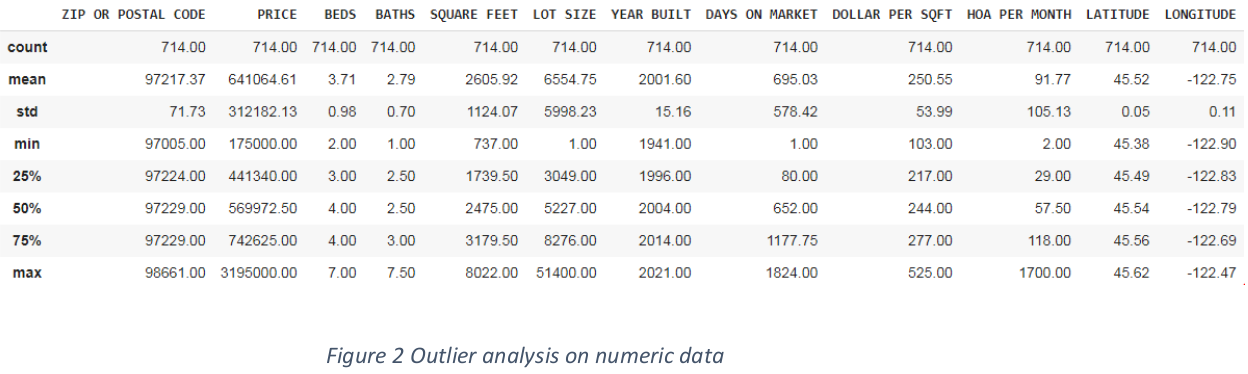 ZIP OR POSTAL CODE PRICE BEDS BATHS SQUARE FEET LOT SIZE YEAR BUILT DAYS ON MARKET DOLLAR PER SQFT HOA PER MONTH LATITUDE LONGITUDE
count 714.00 714.00 714.00 714.00 714.00 714.00 714.00 714.00 714.00 714.00 714.00 714.00
mean 97217.37 641064.61 3.71 2.79 2605.92 6554.75 2001.60 695.03 250.55 91.77 45.52 -122.75
std 71.73 312182.13 0.98 0.70 1124.07 5998.23 15.16 578.42 53.99 105.13 0.05 0.11
min 97005.00 175000.00 2.00 1.00 737.00 1.00 1941.00 1.00 103.00 2.00 45.38 -122.90
25% 97224.00 441340.00 3.00 2.50 1739.50 3049.00 1996.00 80.00 217.00 29.00 45.49 -122.83
50% 97229.00 569972.50 4.00 2.50 2475.00 5227.00 2004.00 652.00 244.00 57.50 45.54 -122.79
75% 97229.00 742625.00 4.00 3.00 3179.50 8276.00 2014.00 1177.75 277.00 118.00 45.56 -122.69
max 98661.00 3195000.00 7.00 7.50 8022.00 51400.00 2021.00 1824.00 525.00 1700.00 45.62 -122.47
Figure 2 Outlier analysis on numeric data